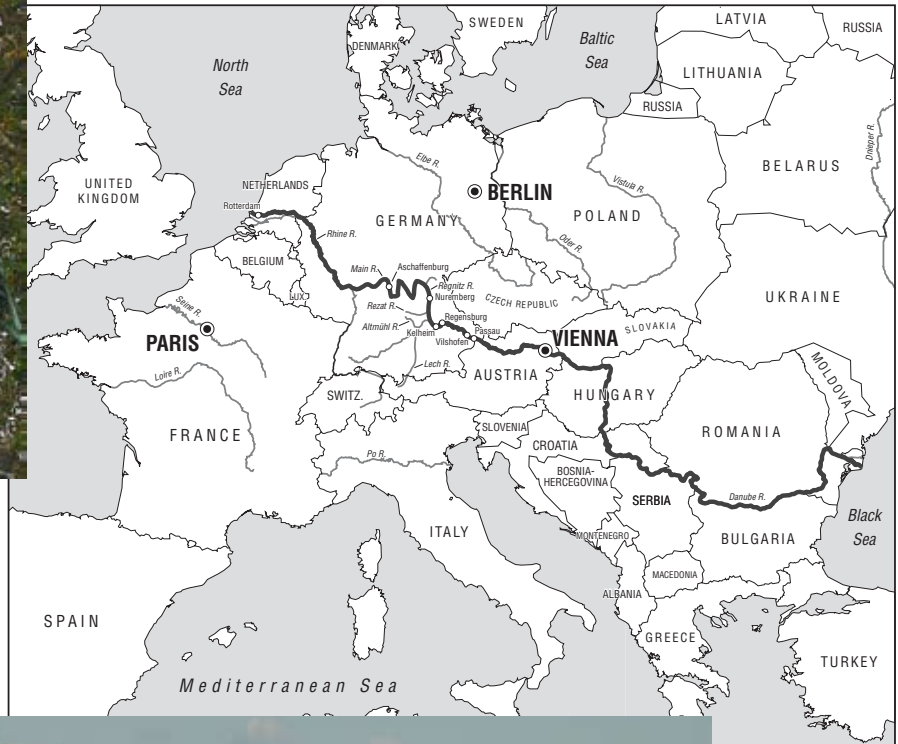 SWEDEN
LATVIA
RUSSIA
DENMARK
Baltic
Sea
North
Sea
LITHUANIA
RUSSIA
Dnieper R.
BELARUS
Elbe R.
UNITED
KINGDOM
NETHERLANDS
BERLIN
Vistula R.
Rotterdam
GERMANY
POLAND
Rhine R.
Oder R.
BELGIUM
Main R.
Aschaffenburg
LUX.
Regnitz R.
Nuremberg
CZECH REPUBLIC
UKRAINE
Seine R.
Rezat R.
Regensburg
Altmühl R.
Kelheim
Passau
Vilshofen
SLOVAKIA
PARIS
VIENNA
Lech R.
Loire R.
AUSTRIA
MOLDOVA
SWITZ.
HUNGARY
SLOVENIA
FRANCE
ROMANIA
CROATIA
Po R.
BOSNIA-
HERCEGOVINA
SERBIA
Danube R.
Black
Sea
ITALY
MONTENEGRO
BULGARIA
MACEDONIA
ALBANIA
SPAIN
GREECE
TURKEY
Mediterranean Sea